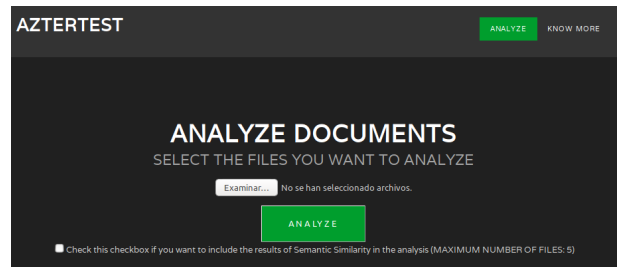 AZTERTEST
ANALYZE KNOW MORE
ANALYZE DOCUMENTS
SELECT THE FILES YOU WANT TO ANALYZE
Examinar... No se han seleccionado archivos.
ANALYZE
Check this checkbox if you want to include the results of Semantic Similarity in the analysis (MAXIMUM NUMBER OF FILES: 5)